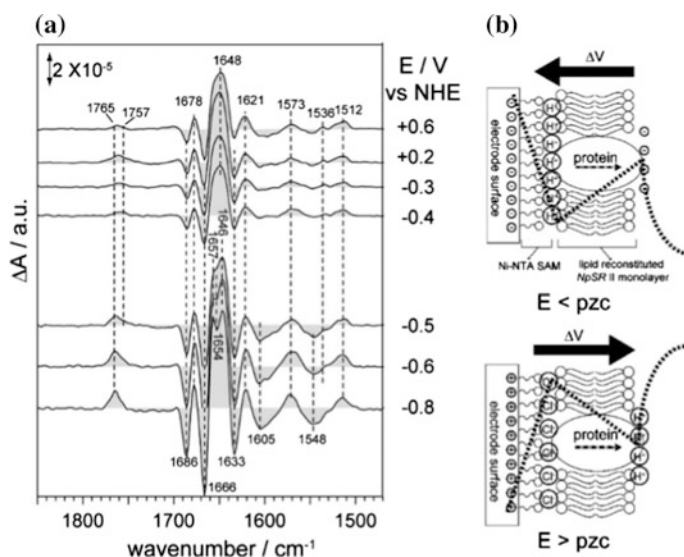 (a)
2 X10⁻⁵
1648
E / V
vs NHE
1765
1757
1678
1621
1573
1536
1512
+0.6
+0.2
-0.3
-0.4
1646
1657
1654
-0.5
-0.6
-0.8
1686
1666
1633
1605
1548
ΔA / a.u.
1800
1700
1600
1500
wavenumber / cm⁻¹
(b)
ΔV
electrode surface
protein
Ni-NTA SAM
lipid reconstituted
NpSR II monolayer
E < pzc
ΔV
electrode surface
protein
E > pzc